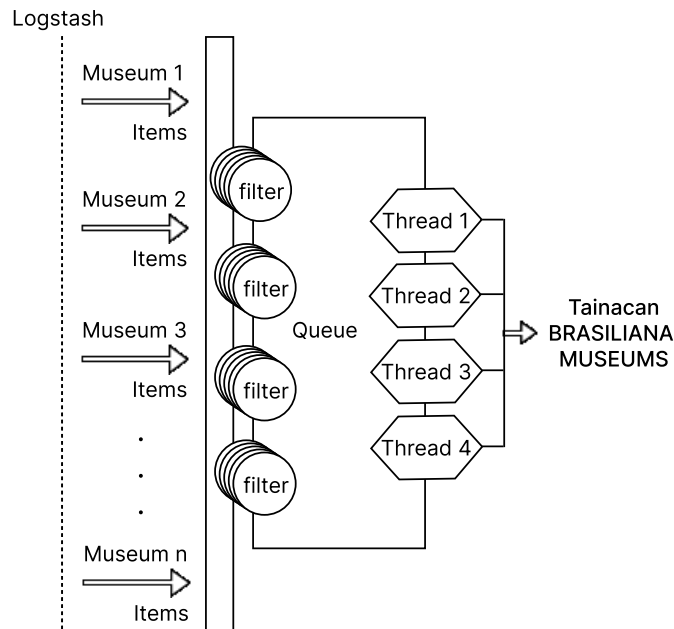 Logstash
Museum 1
Items
Museum 2
Items
Museum 3
Items
Museum n
Items
filter
filter
filter
filter
Queue
Thread 1
Thread 2
Thread 3
Thread 4
Tainacan
BRASILIANA
MUSEUMS